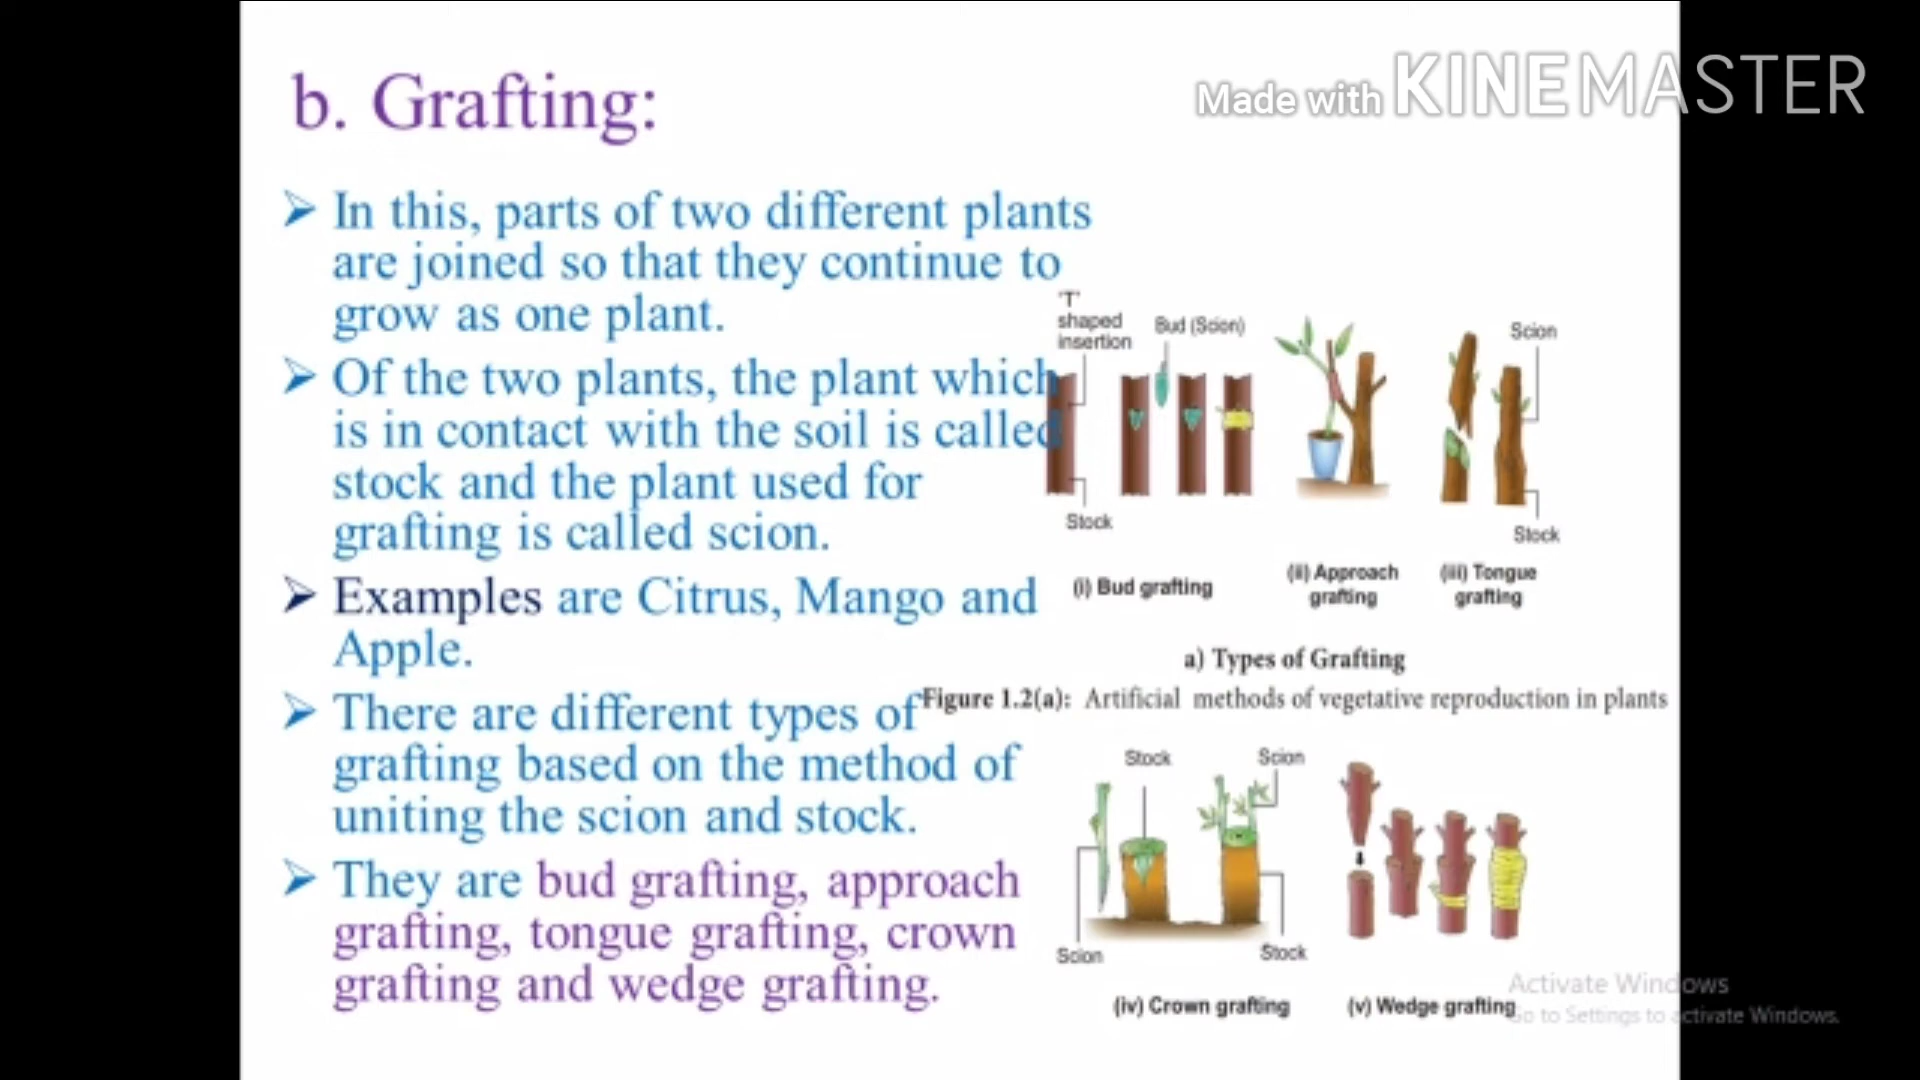 Made with KINEMASTER
b. Grafting:
➢ In this, parts of two different plants
are joined so that they continue to
grow as one plant.
➢ Of the two plants, the plant which
is in contact with the soil is called
stock and the plant used for
grafting is called scion.
➢ Examples are Citrus, Mango and
Apple.
➢ There are different types of
grafting based on the method of
uniting the scion and stock.
➢ They are bud grafting, approach
grafting, tongue grafting, crown
grafting and wedge grafting.
'T'
shaped
insertion
Bud (Scion)
Scion
Stock
Stock
(i) Bud grafting
(ii) Approach
grafting
(iii) Tongue
grafting
a) Types of Grafting
Figure 1.2(a): Artificial methods of vegetative reproduction in plants
Stock
Scion
Scion
Stock
(iv) Crown grafting
(v) Wedge grafting
Activate Windows
Go to Settings to activate Windows.